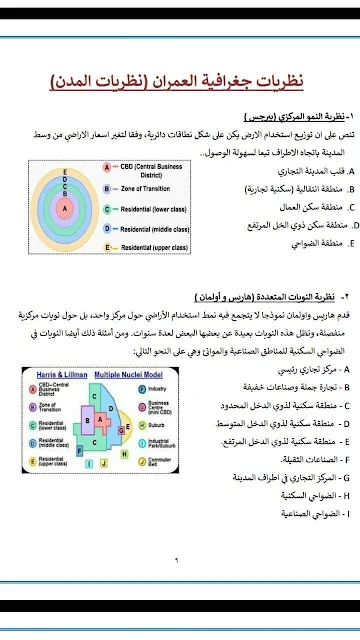 نظريات جغرافية العمران (نظريات المدن)
١- نظرية النمو المركزي (بيرجس )
تنص على ان توزيع استخدام الارض يكن على شكل نطاقات دائرية، وفقا لتغير اسعار الاراضي من وسط
المدينة باتجاه الاطراف تبعا لسهولة الوصول..
A. قلب المدينة التجاري
B. منطقة انتقالية (سكنية تجارية)
C. منطقة سكن العمال
D. منطقة سكن ذوي الخل المرتفع
E. منطقة الضواحي
E
D
C
B
A
A - CBD (Central Business District)
B - Zone of Transition
C - Residential (lower class)
D - Residential (middle class)
E - Residential (upper class)
٢- نظرية النويات المتعددة (هاريس و أولمان )
قدم هاريس واولمان نموذجا لا يتجمع فيه نمط استخدام الأراضي حول مركز واحد، بل حول نويات مركزية
منفصلة، وتظل هذه النويات بعيدة عن بعضها البعض لعدة سنوات. ومن أمثلة ذلك أيضا النويات في
الضواحي السكنية للمناطق الصناعية والموانئ وهي على النحو التالي:
A - مركز تجاري رئيسي
B - تجارة جملة وصناعات خفيفة
C - منطقة سكنية لذوي الدخل المحدود
D - منطقة سكنية لذوي الدخل المتوسط
E - منطقة سكنية لذوي الدخل المرتفع.
F - الصناعات الثقيلة.
G - المركز التجاري في اطراف المدينة
H - الضواحي السكنية
I - الضواحي الصناعية
Harris & Lillman Multiple Nuclei Model
A CBD-Central Business District
B Zone of Transition
C Residential (lower class)
D Residential (middle class)
E Residential (upper class)
C
D
B
A
C
G
E
F
H
I
J
F Industry
G Business Centre (mini CBD)
H Suburb
I Industrial Park/Suburb
J Commuter Belt
٩